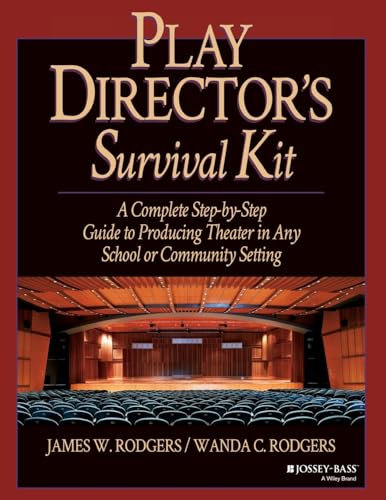 PLAY
DIRECTOR'S
Survival Kit
A Complete Step-by-Step
Guide to Producing Theater in Any
School or Community Setting
JAMES W. RODGERS / WANDA C. RODGERS
JOSSEY-BASS™
A Wiley Brand